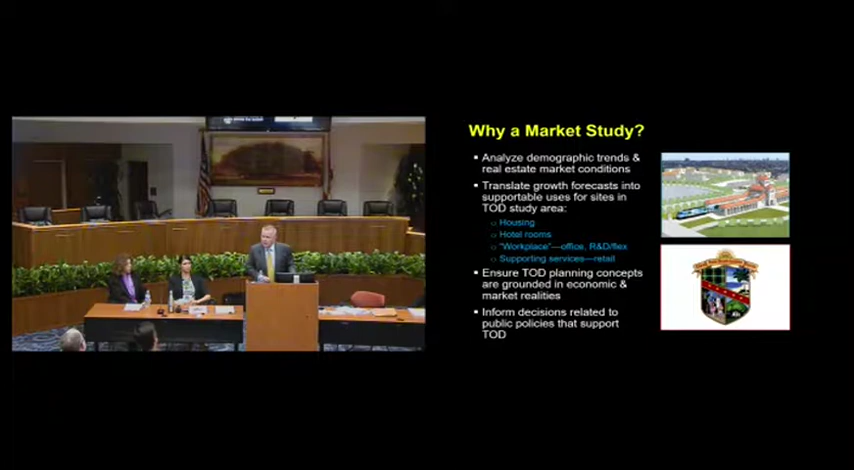 Why a Market Study?
▪ Analyze demographic trends &
real estate market conditions
▪ Translate growth forecasts into
supportable uses for sites in
TOD study area:
o Housing
o Hotel rooms
o "Workplace"—office, R&D/flex
o Supporting services—retail
▪ Ensure TOD planning concepts
are grounded in economic &
market realities
▪ Inform decisions related to
public policies that support
TOD